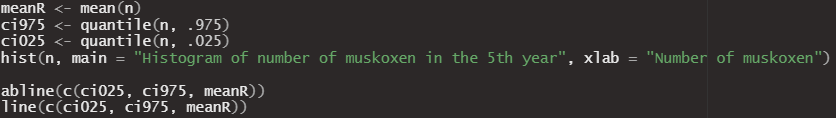 meanR <- mean(n)
ci975 <- quantile(n, .975)
ci025 <- quantile(n, .025)
hist(n, main = "Histogram of number of muskoxen in the 5th year", xlab = "Number of muskoxen")
abline(c(ci025, ci975, meanR))
line(c(ci025, ci975, meanR))